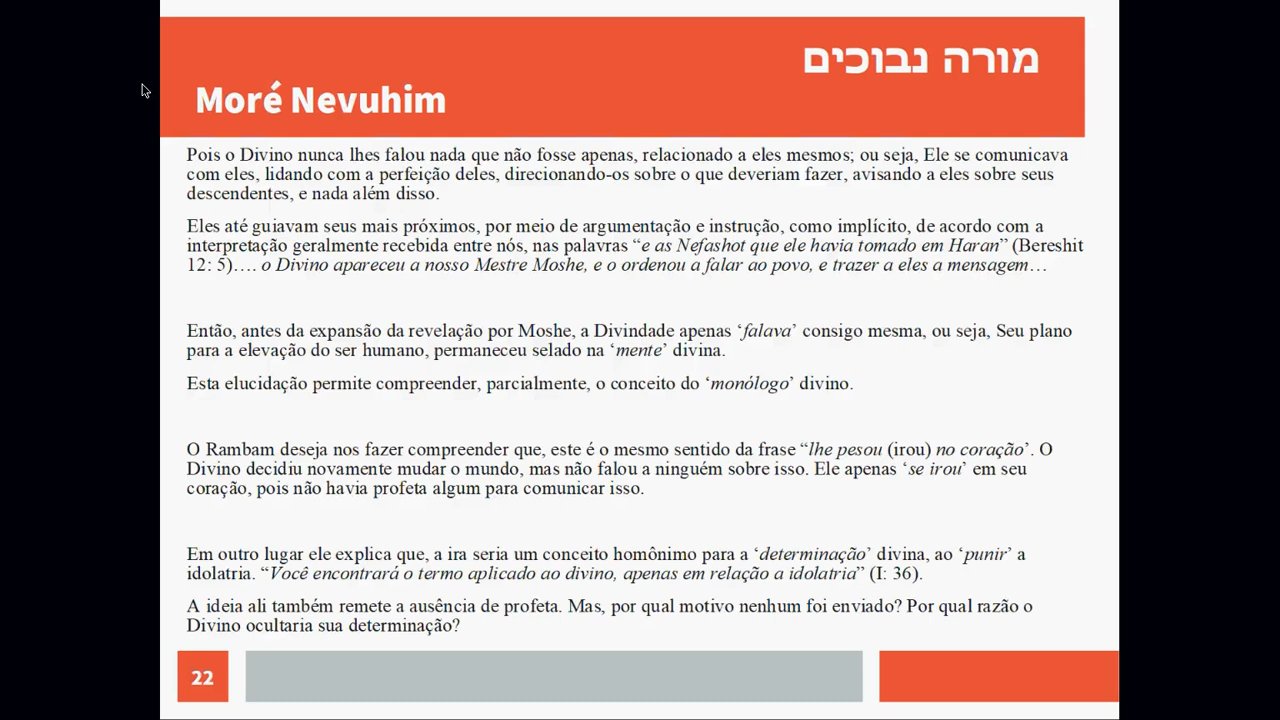 מורה נבוכים
Moré Nevuhim
Pois o Divino nunca lhes falou nada que não fosse apenas, relacionado a eles mesmos; ou seja, Ele se comunicava
com eles, lidando com a perfeição deles, direcionando-os sobre o que deveriam fazer, avisando a eles sobre seus
descendentes, e nada além disso.
Eles até guiavam seus mais próximos, por meio de argumentação e instrução, como implícito, de acordo com a
interpretação geralmente recebida entre nós, nas palavras “e as Nefashot que ele havia tomado em Haran” (Bereshit
12: 5)…. o Divino apareceu a nosso Mestre Moshe, e o ordenou a falar ao povo, e trazer a eles a mensagem…
Então, antes da expansão da revelação por Moshe, a Divindade apenas ‘falava’ consigo mesma, ou seja, Seu plano
para a elevação do ser humano, permaneceu selado na ‘mente’ divina.
Esta elucidação permite compreender, parcialmente, o conceito do ‘monólogo’ divino.
O Rambam deseja nos fazer compreender que, este é o mesmo sentido da frase “lhe pesou (irou) no coração’. O
Divino decidiu novamente mudar o mundo, mas não falou a ninguém sobre isso. Ele apenas ‘se irou’ em seu
coração, pois não havia profeta algum para comunicar isso.
Em outro lugar ele explica que, a ira seria um conceito homônimo para a ‘determinação’ divina, ao ‘punir’ a
idolatria. “Você encontrará o termo aplicado ao divino, apenas em relação a idolatria” (I: 36).
A ideia ali também remete a ausência de profeta. Mas, por qual motivo nenhum foi enviado? Por qual razão o
Divino ocultaria sua determinação?
22